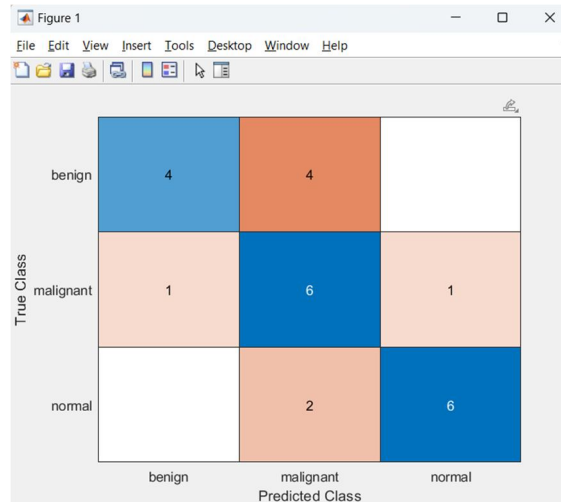 Figure 1
File Edit View Insert Tools Desktop Window Help
benign 4 4
malignant 1 6 1
normal 2 6
True Class
benign malignant normal
Predicted Class